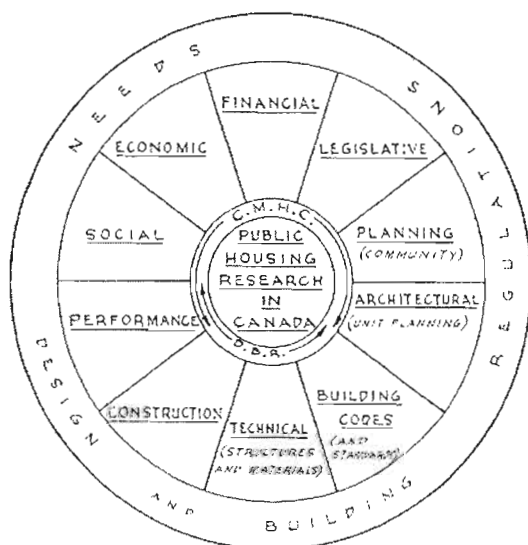 NEEDS
REGULATIONS
DESIGN AND BUILDING
FINANCIAL
LEGISLATIVE
PLANNING
(COMMUNITY)
ARCHITECTURAL
(UNIT PLANNING)
BUILDING
CODES
(AND
STANDARDS)
TECHNICAL
(STRUCTURES
AND MATERIALS)
CONSTRUCTION
PERFORMANCE
SOCIAL
ECONOMIC
C.M.H.C.
PUBLIC
HOUSING
RESEARCH
IN
CANADA
D.B.R.